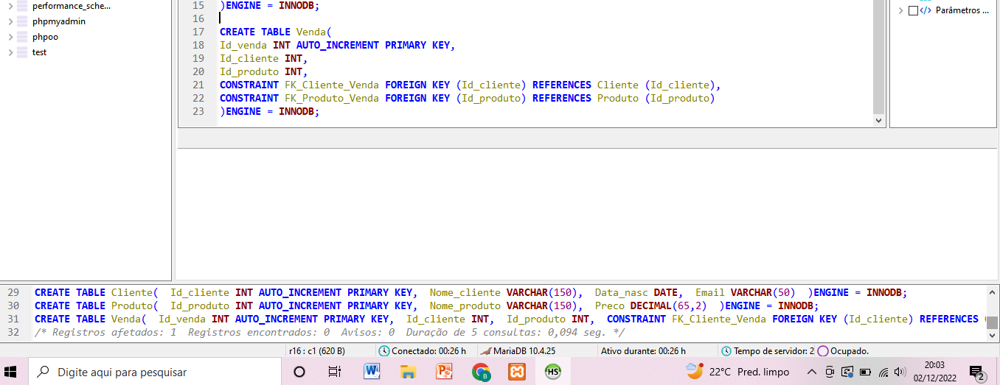 performance_sche...
phpmyadmin
phpoo
test
15 )ENGINE = INNODB;
16
17 CREATE TABLE Venda(
18 Id_venda INT AUTO_INCREMENT PRIMARY KEY,
19 Id_cliente INT,
20 Id_produto INT,
21 CONSTRAINT FK_Cliente_Venda FOREIGN KEY (Id_cliente) REFERENCES Cliente (Id_cliente),
22 CONSTRAINT FK_Produto_Venda FOREIGN KEY (Id_produto) REFERENCES Produto (Id_produto)
23 )ENGINE = INNODB;
Parâmetros ...
29 CREATE TABLE Cliente(  Id_cliente INT AUTO_INCREMENT PRIMARY KEY,  Nome_cliente VARCHAR(150),  Data_nasc DATE,  Email VARCHAR(50)  )ENGINE = INNODB;
30 CREATE TABLE Produto(  Id_produto INT AUTO_INCREMENT PRIMARY KEY,  Nome_produto VARCHAR(150),  Preco DECIMAL(65,2)  )ENGINE = INNODB;
31 CREATE TABLE Venda(  Id_venda INT AUTO_INCREMENT PRIMARY KEY,  Id_cliente INT,  Id_produto INT,  CONSTRAINT FK_Cliente_Venda FOREIGN KEY (Id_cliente) REFERENCES
32 /* Registros afetados: 1  Registros encontrados: 0  Avisos: 0  Duração de 5 consultas: 0,094 seg. */
r16 : c1 (620 B) Conectado: 00:26 h MariaDB 10.4.25 Ativo durante: 00:26 h Tempo de servidor: 2 Ocupado.
Digite aqui para pesquisar
W
P
B
HS
22°C Pred. limpo
20:03
02/12/2022
2